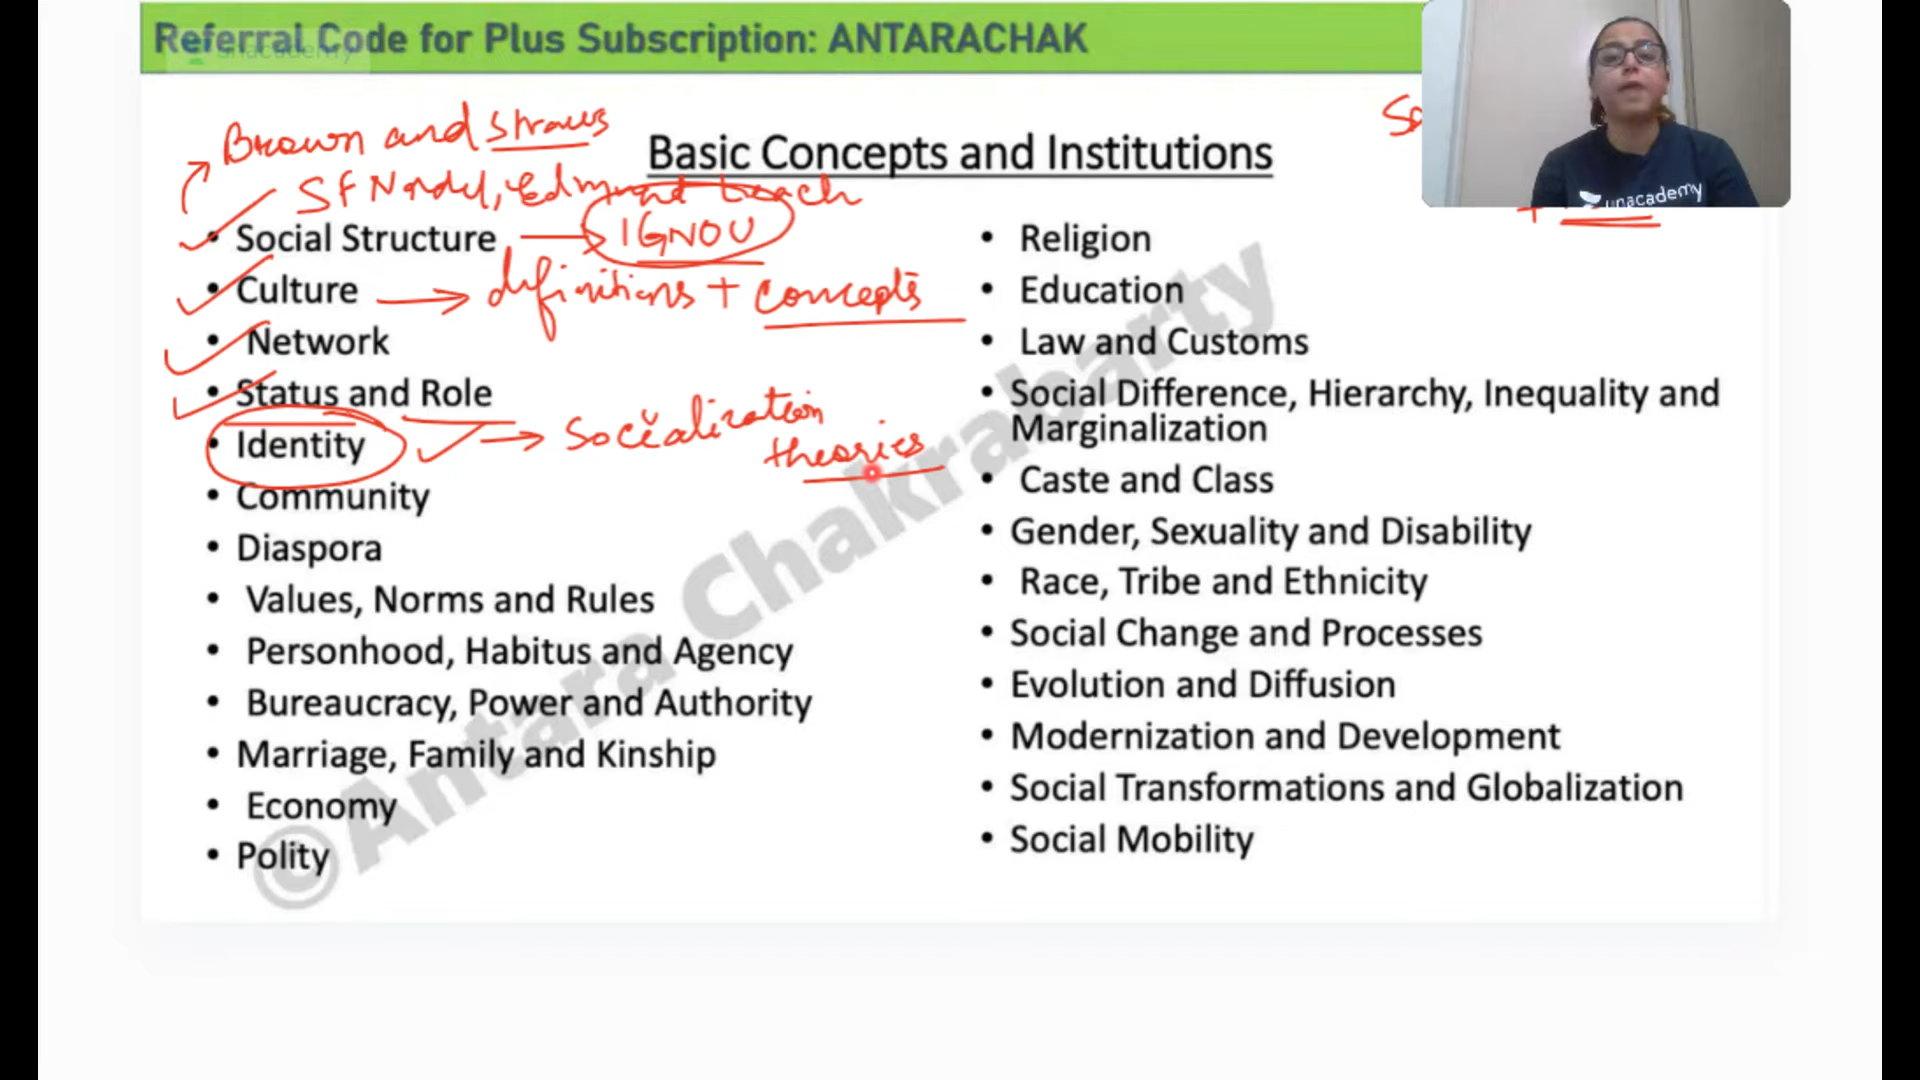 Referral Code for Plus Subscription: ANTARACHAK
unacademy
Brown and Straus
SF Nadel, Edmund Leach
Basic Concepts and Institutions
unacademy
• Social Structure → IGNOU
• Culture → definitions + concepts
• Network
• Status and Role
• Identity → Socialization
theories
• Community
• Diaspora
• Values, Norms and Rules
• Personhood, Habitus and Agency
• Bureaucracy, Power and Authority
• Marriage, Family and Kinship
• Economy
• Polity
• Religion
• Education
• Law and Customs
• Social Difference, Hierarchy, Inequality and
Marginalization
• Caste and Class
• Gender, Sexuality and Disability
• Race, Tribe and Ethnicity
• Social Change and Processes
• Evolution and Diffusion
• Modernization and Development
• Social Transformations and Globalization
• Social Mobility
©Antara Chakrabarty